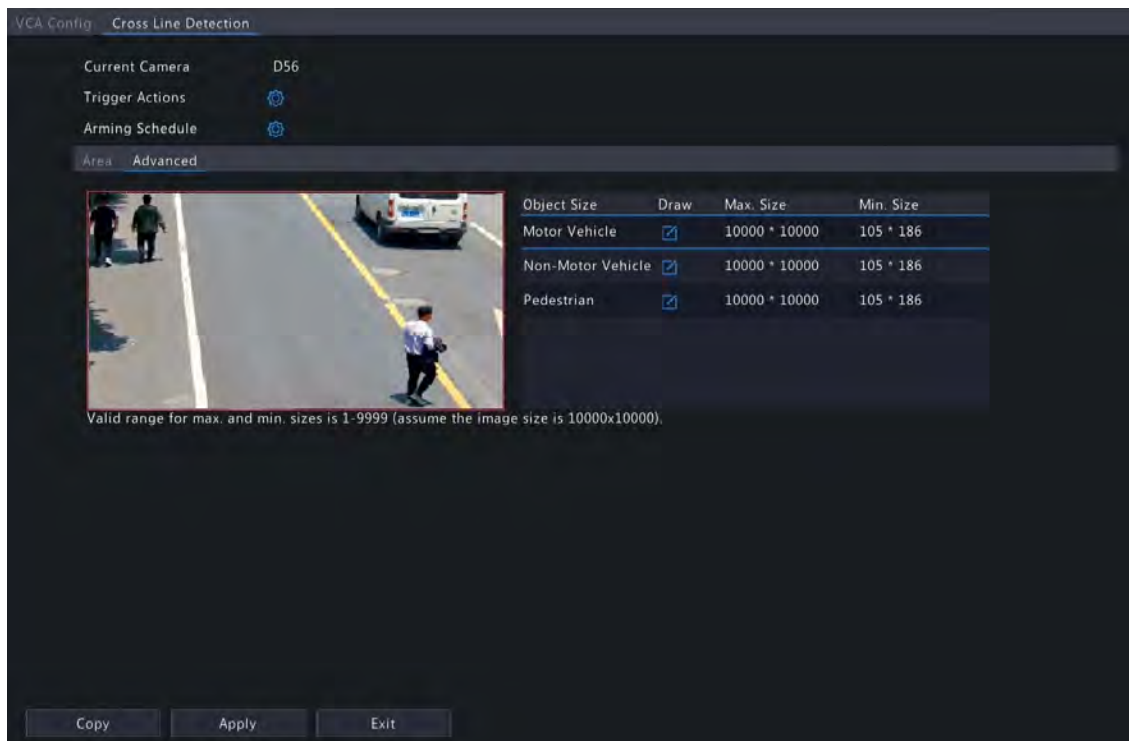 VCA Config Cross Line Detection
Current Camera D56
Trigger Actions
Arming Schedule
Area Advanced
Object Size Draw Max. Size Min. Size
Motor Vehicle 10000 * 10000 105 * 186
Non-Motor Vehicle 10000 * 10000 105 * 186
Pedestrian 10000 * 10000 105 * 186
Valid range for max. and min. sizes is 1-9999 (assume the image size is 10000x10000).
Copy Apply Exit